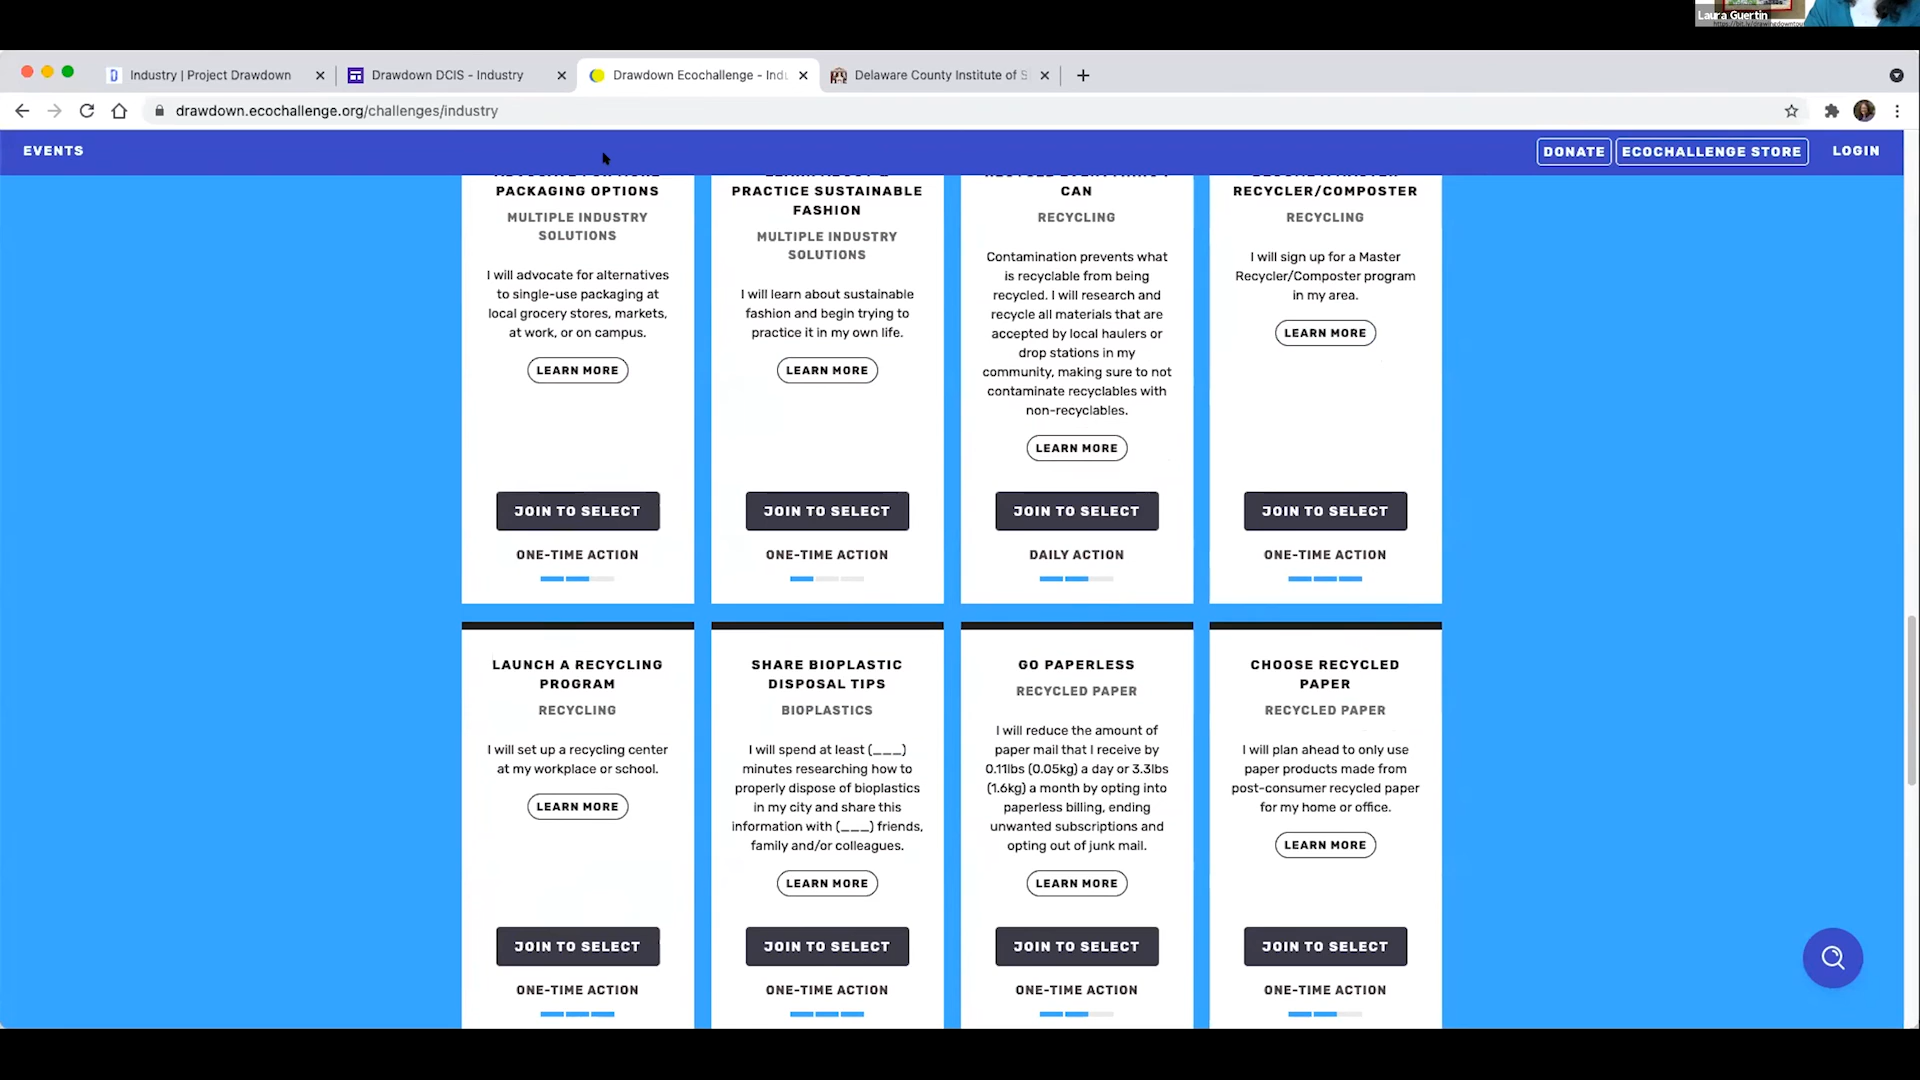 Laura Guertin
Industry | Project Drawdown
Drawdown DCIS - Industry
Drawdown Ecochallenge - Indu
Delaware County Institute of S
drawdown.ecochallenge.org/challenges/industry
EVENTS
DONATE
ECOCHALLENGE STORE
LOGIN
PACKAGING OPTIONS
MULTIPLE INDUSTRY
SOLUTIONS
I will advocate for alternatives
to single-use packaging at
local grocery stores, markets,
at work, or on campus.
LEARN MORE
JOIN TO SELECT
ONE-TIME ACTION
PRACTICE SUSTAINABLE
FASHION
MULTIPLE INDUSTRY
SOLUTIONS
I will learn about sustainable
fashion and begin trying to
practice it in my own life.
LEARN MORE
JOIN TO SELECT
ONE-TIME ACTION
CAN
RECYCLING
Contamination prevents what
is recyclable from being
recycled. I will research and
recycle all materials that are
accepted by local haulers or
drop stations in my
community, making sure to not
contaminate recyclables with
non-recyclables.
LEARN MORE
JOIN TO SELECT
DAILY ACTION
RECYCLER/COMPOSTER
RECYCLING
I will sign up for a Master
Recycler/Composter program
in my area.
LEARN MORE
JOIN TO SELECT
ONE-TIME ACTION
LAUNCH A RECYCLING
PROGRAM
RECYCLING
I will set up a recycling center
at my workplace or school.
LEARN MORE
JOIN TO SELECT
ONE-TIME ACTION
SHARE BIOPLASTIC
DISPOSAL TIPS
BIOPLASTICS
I will spend at least (___)
minutes researching how to
properly dispose of bioplastics
in my city and share this
information with (___) friends,
family and/or colleagues.
LEARN MORE
JOIN TO SELECT
ONE-TIME ACTION
GO PAPERLESS
RECYCLED PAPER
I will reduce the amount of
paper mail that I receive by
0.11lbs (0.05kg) a day or 3.3lbs
(1.6kg) a month by opting into
paperless billing, ending
unwanted subscriptions and
opting out of junk mail.
LEARN MORE
JOIN TO SELECT
ONE-TIME ACTION
CHOOSE RECYCLED
PAPER
RECYCLED PAPER
I will plan ahead to only use
paper products made from
post-consumer recycled paper
for my home or office.
LEARN MORE
JOIN TO SELECT
ONE-TIME ACTION